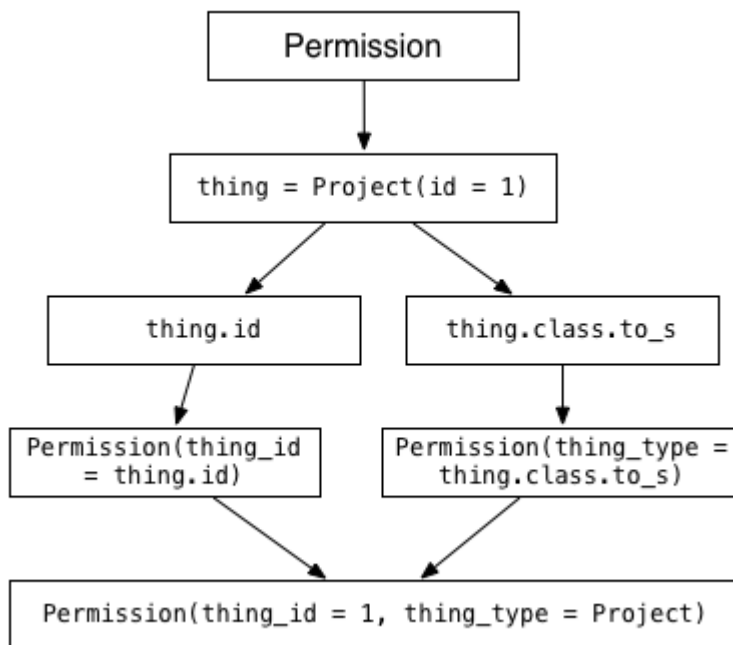 Permission
thing = Project(id = 1)
thing.id
thing.class.to_s
Permission(thing_id
= thing.id)
Permission(thing_type =
thing.class.to_s)
Permission(thing_id = 1, thing_type = Project)